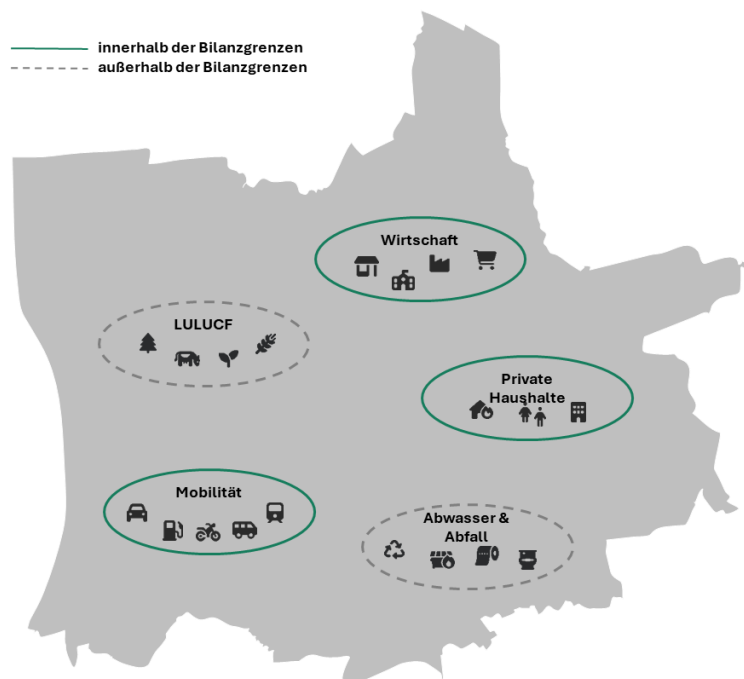 innerhalb der Bilanzgrenzen
außerhalb der Bilanzgrenzen
Wirtschaft
LULUCF
Private
Haushalte
Mobilität
Abwasser &
Abfall